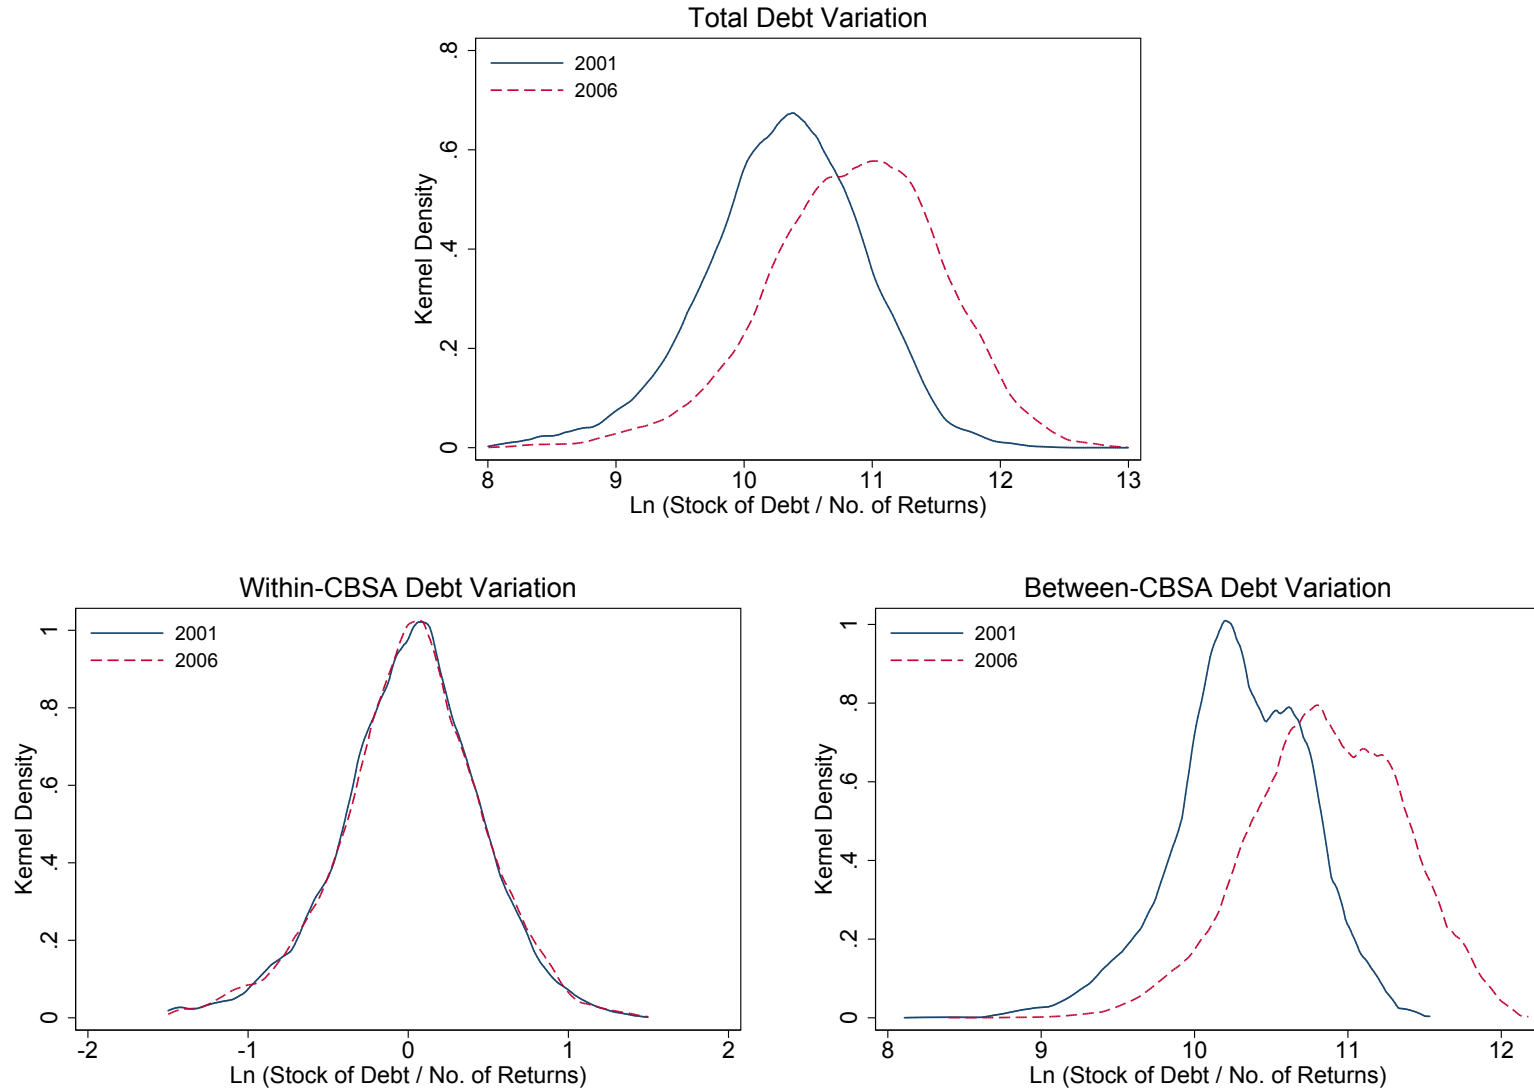 Total Debt Variation
2001
2006
Kernel Density
0 .2 .4 .6 .8
8 9 10 11 12 13
Ln (Stock of Debt / No. of Returns)
Within-CBSA Debt Variation
2001
2006
Kernel Density
0 .2 .4 .6 .8 1
-2 -1 0 1 2
Ln (Stock of Debt / No. of Returns)
Between-CBSA Debt Variation
2001
2006
Kernel Density
0 .2 .4 .6 .8 1
8 9 10 11 12
Ln (Stock of Debt / No. of Returns)